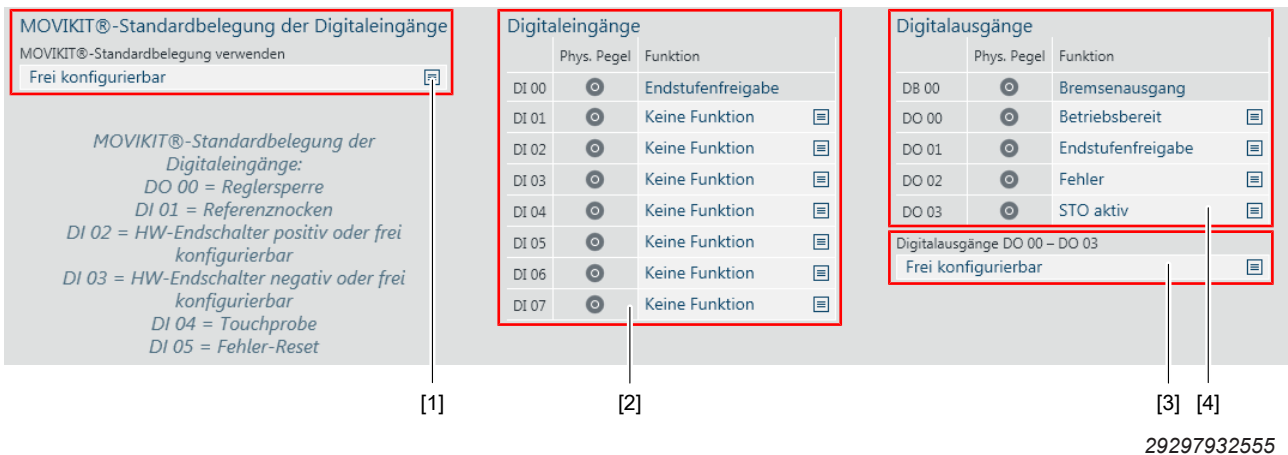 MOVIKIT®-Standardbelegung der Digitaleingänge
MOVIKIT®-Standardbelegung verwenden
Frei konfigurierbar
MOVIKIT®-Standardbelegung der
Digitaleingänge:
DO 00 = Reglersperre
DI 01 = Referenznocken
DI 02 = HW-Endschalter positiv oder frei
konfigurierbar
DI 03 = HW-Endschalter negativ oder frei
konfigurierbar
DI 04 = Touchprobe
DI 05 = Fehler-Reset
Digitaleingänge
Phys. Pegel Funktion
DI 00 Endstufenfreigabe
DI 01 Keine Funktion
DI 02 Keine Funktion
DI 03 Keine Funktion
DI 04 Keine Funktion
DI 05 Keine Funktion
DI 06 Keine Funktion
DI 07 Keine Funktion
Digitalausgänge
Phys. Pegel Funktion
DB 00 Bremsenausgang
DO 00 Betriebsbereit
DO 01 Endstufenfreigabe
DO 02 Fehler
DO 03 STO aktiv
Digitalausgänge DO 00 – DO 03
Frei konfigurierbar
[1] [2] [3] [4]
29297932555